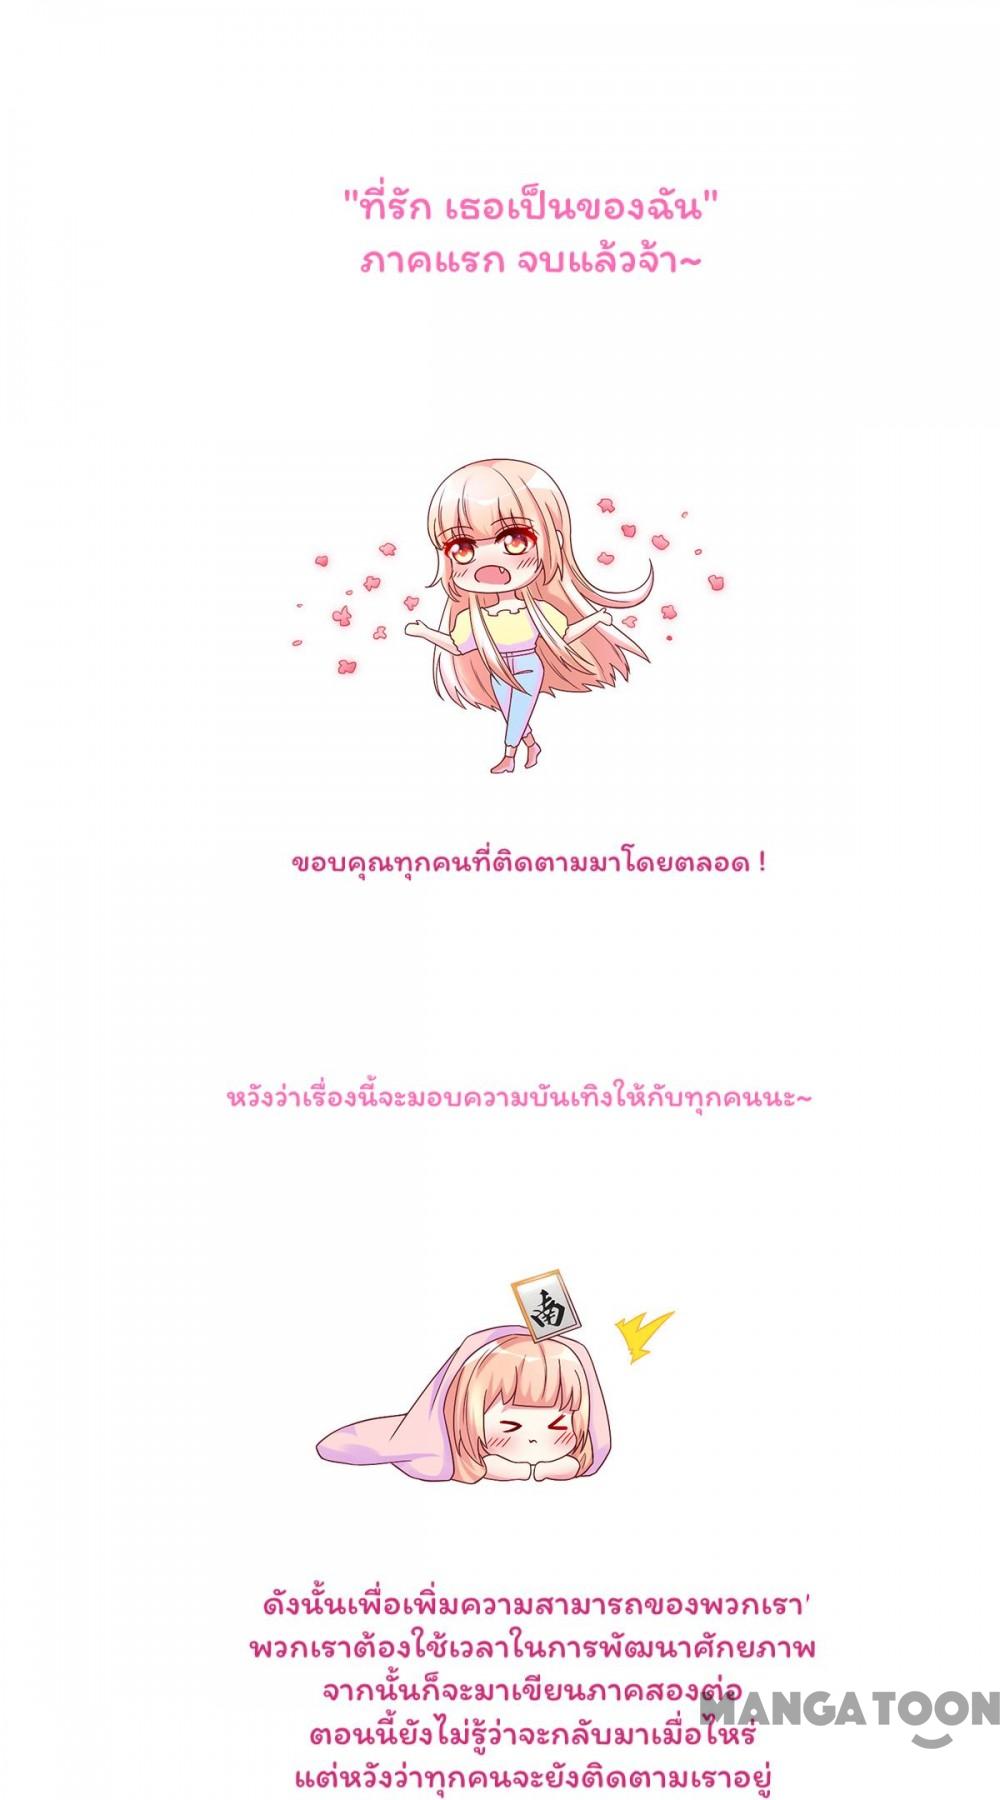 "ที่รัก เธอเป็นของฉัน"
ภาคแรก จบแล้วจ้า~
ขอบคุณทุกคนที่ติดตามมาโดยตลอด !
หวังว่าเรื่องนี้จะมอบความบันเทิงให้กับทุกคนนะ~
南
ดังนั้นเพื่อเพิ่มความสามารถของพวกเรา'
พวกเราต้องใช้เวลาในการพัฒนาศักยภาพ
จากนั้นก็จะมาเขียนภาคสองต่อ
MANGATOON
ตอนนี้ยังไม่รู้ว่าจะกลับมาเมื่อไหร่
แต่หวังว่าทุกคนจะยังติดตามเราอยู่